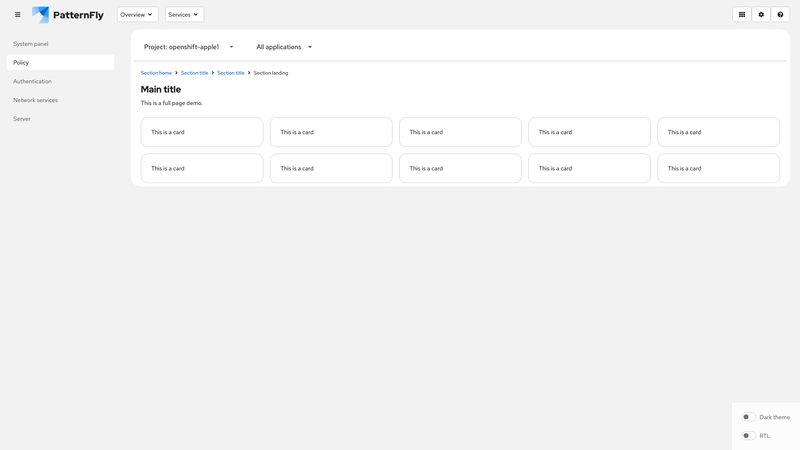 PatternFly
Overview
Services
System panel
Policy
Authentication
Network services
Server
Project: openshift-apple1
All applications
Section home
Section title
Section title
Section landing
Main title
This is a full page demo.
This is a card
This is a card
This is a card
This is a card
This is a card
This is a card
This is a card
This is a card
This is a card
This is a card
Dark theme
RTL